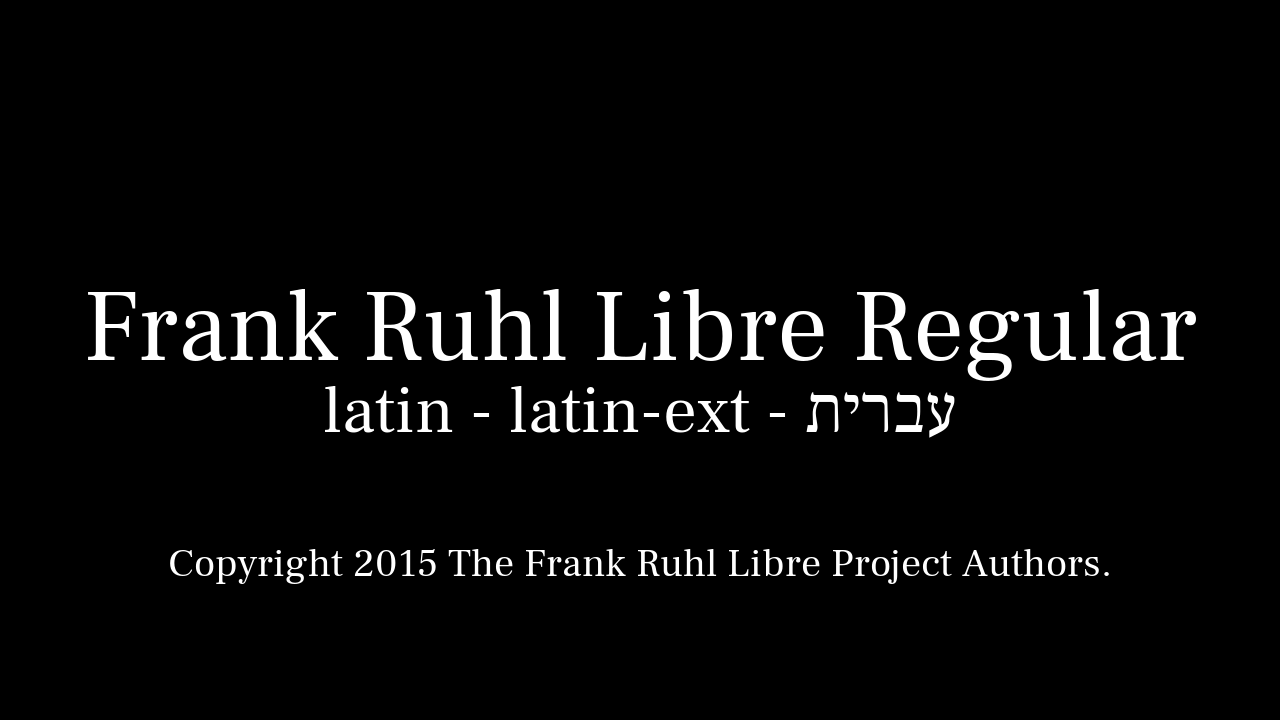 Frank Ruhl Libre Regular
latin - latin-ext - עברית
Copyright 2015 The Frank Ruhl Libre Project Authors.